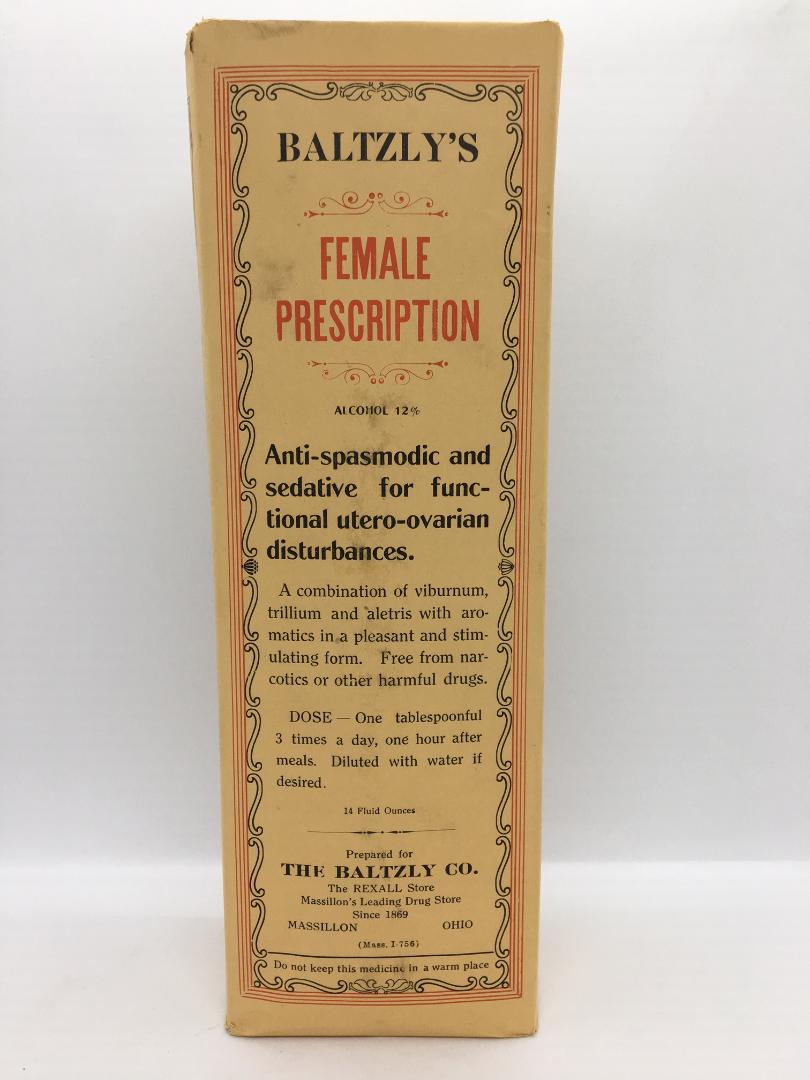 BALTZLY'S
FEMALE
PRESCRIPTION
ALCOHOL 12%
Anti-spasmodic and
sedative for func-
tional utero-ovarian
disturbances.
A combination of viburnum,
trillium and aletris with aro-
matics in a pleasant and stim-
ulating form. Free from nar-
cotics or other harmful drugs.
DOSE — One tablespoonful
3 times a day, one hour after
meals. Diluted with water if
desired.
14 Fluid Ounces
Prepared for
THE BALTZLY CO.
The REXALL Store
Massillon's Leading Drug Store
Since 1869
MASSILLON OHIO
(Mass. I-756)
Do not keep this medicine in a warm place